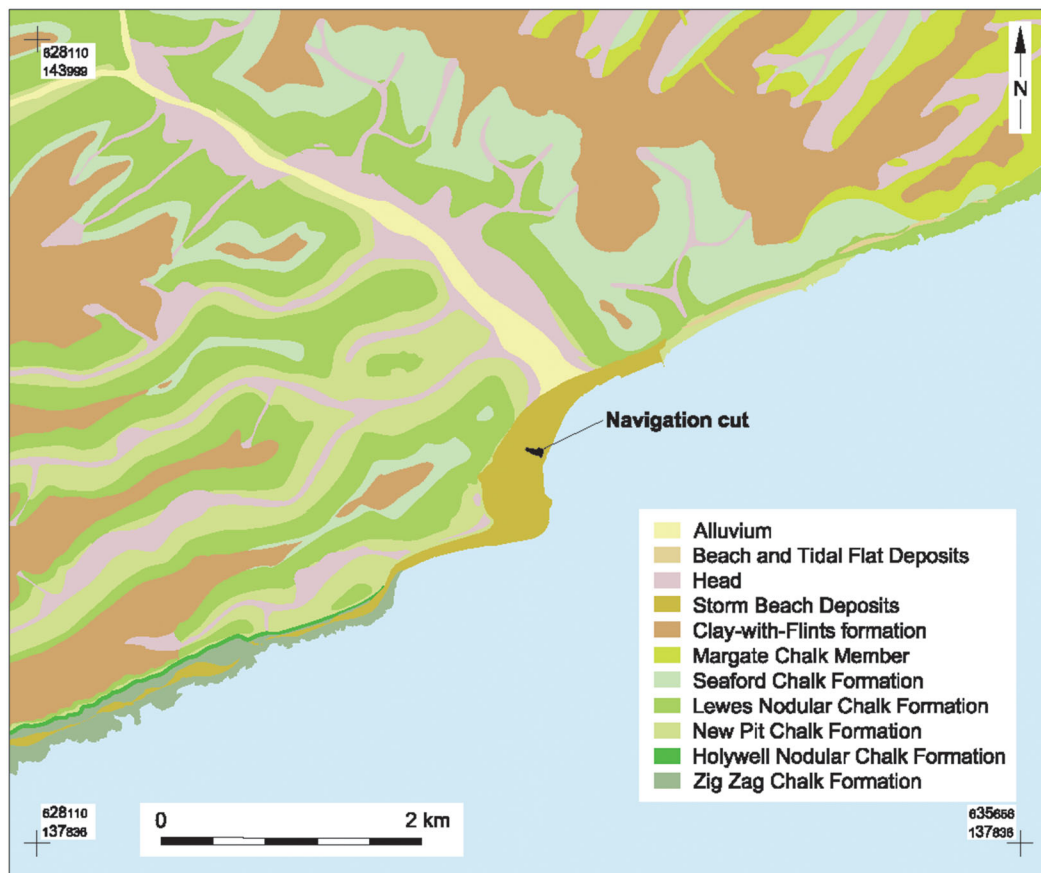 628110
143999
N
Navigation cut
Alluvium
Beach and Tidal Flat Deposits
Head
Storm Beach Deposits
Clay-with-Flints formation
Margate Chalk Member
Seaford Chalk Formation
Lewes Nodular Chalk Formation
New Pit Chalk Formation
Holywell Nodular Chalk Formation
Zig Zag Chalk Formation
628110
137836
0 2 km
635658
137836